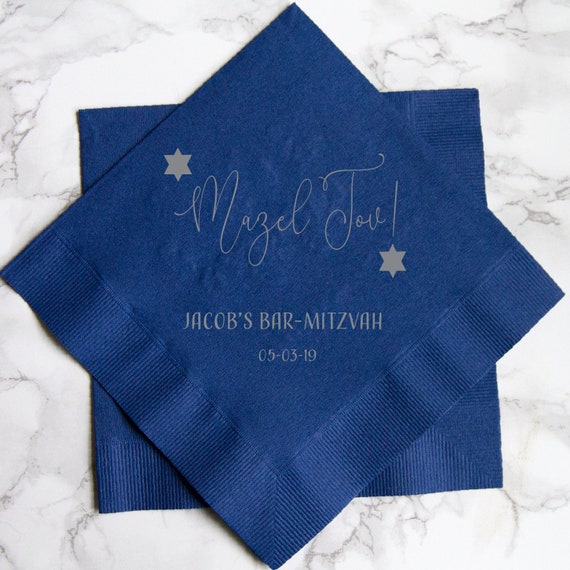 Mazel Tov!
JACOB'S BAR-MITZVAH
05-03-19